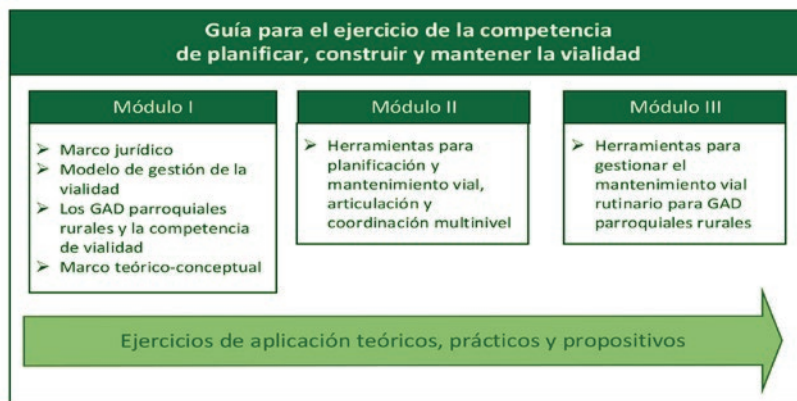 Guía para el ejercicio de la competencia
de planificar, construir y mantener la vialidad
Módulo I
➢ Marco jurídico
➢ Modelo de gestión de la
vialidad
➢ Los GAD parroquiales
rurales y la competencia
de vialidad
➢ Marco teórico-conceptual
Módulo II
➢ Herramientas para
planificación y
mantenimiento vial,
articulación y
coordinación multinivel
Módulo III
➢ Herramientas para
gestionar el
mantenimiento vial
rutinario para GAD
parroquiales rurales
Ejercicios de aplicación teóricos, prácticos y propositivos